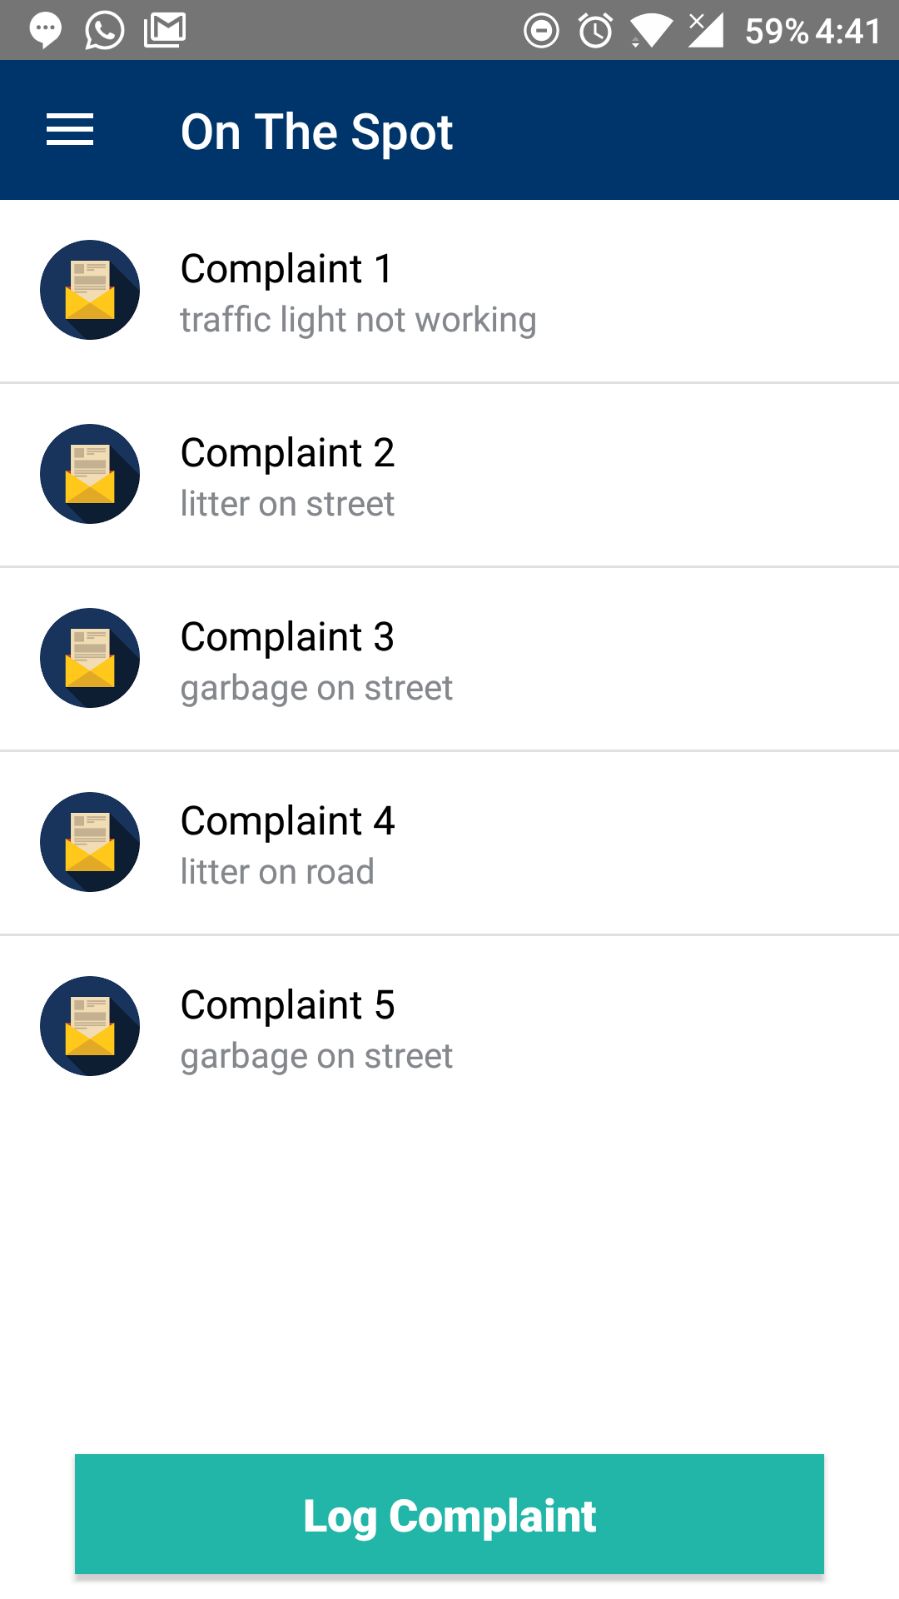 59% 4:41
On The Spot
Complaint 1
traffic light not working
Complaint 2
litter on street
Complaint 3
garbage on street
Complaint 4
litter on road
Complaint 5
garbage on street
Log Complaint